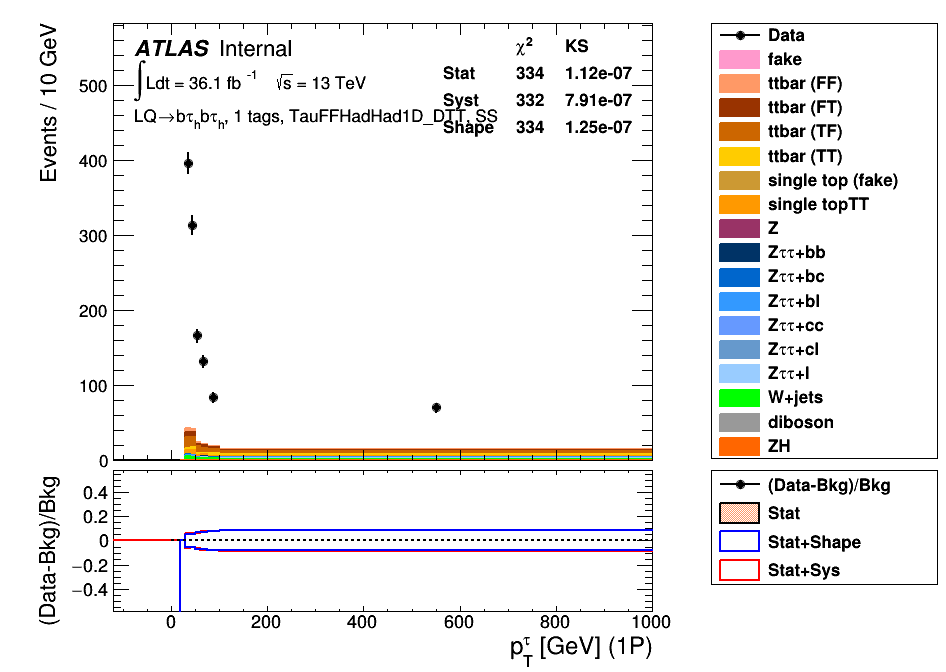 ATLAS Internal
∫Ldt = 36.1 fb⁻¹ √s = 13 TeV
LQ→bτₕbτₕ, 1 tags, TauFFHadHad1D_DTT, SS
χ² KS
Stat 334 1.12e-07
Syst 332 7.91e-07
Shape 334 1.25e-07
Events / 10 GeV
500
400
300
200
100
0
Data
fake
ttbar (FF)
ttbar (FT)
ttbar (TF)
ttbar (TT)
single top (fake)
single topTT
Z
Zττ+bb
Zττ+bc
Zττ+bl
Zττ+cc
Zττ+cl
Zττ+l
W+jets
diboson
ZH
(Data-Bkg)/Bkg
0.4
0.2
0
−0.2
−0.4
0 200 400 600 800 1000
p_T^τ [GeV] (1P)
(Data-Bkg)/Bkg
Stat
Stat+Shape
Stat+Sys